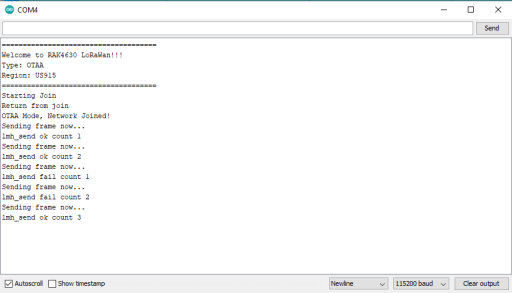 COM4
Send
=====================================
Welcome to RAK4630 LoRaWan!!!
Type: OTAA
Region: US915
=====================================
Starting Join
Return from join
OTAA Mode, Network Joined!
Sending frame now...
lmh_send ok count 1
Sending frame now...
lmh_send ok count 2
Sending frame now...
lmh_send fail count 1
Sending frame now...
lmh_send fail count 2
Sending frame now...
lmh_send ok count 3
Autoscroll Show timestamp Newline 115200 baud Clear output